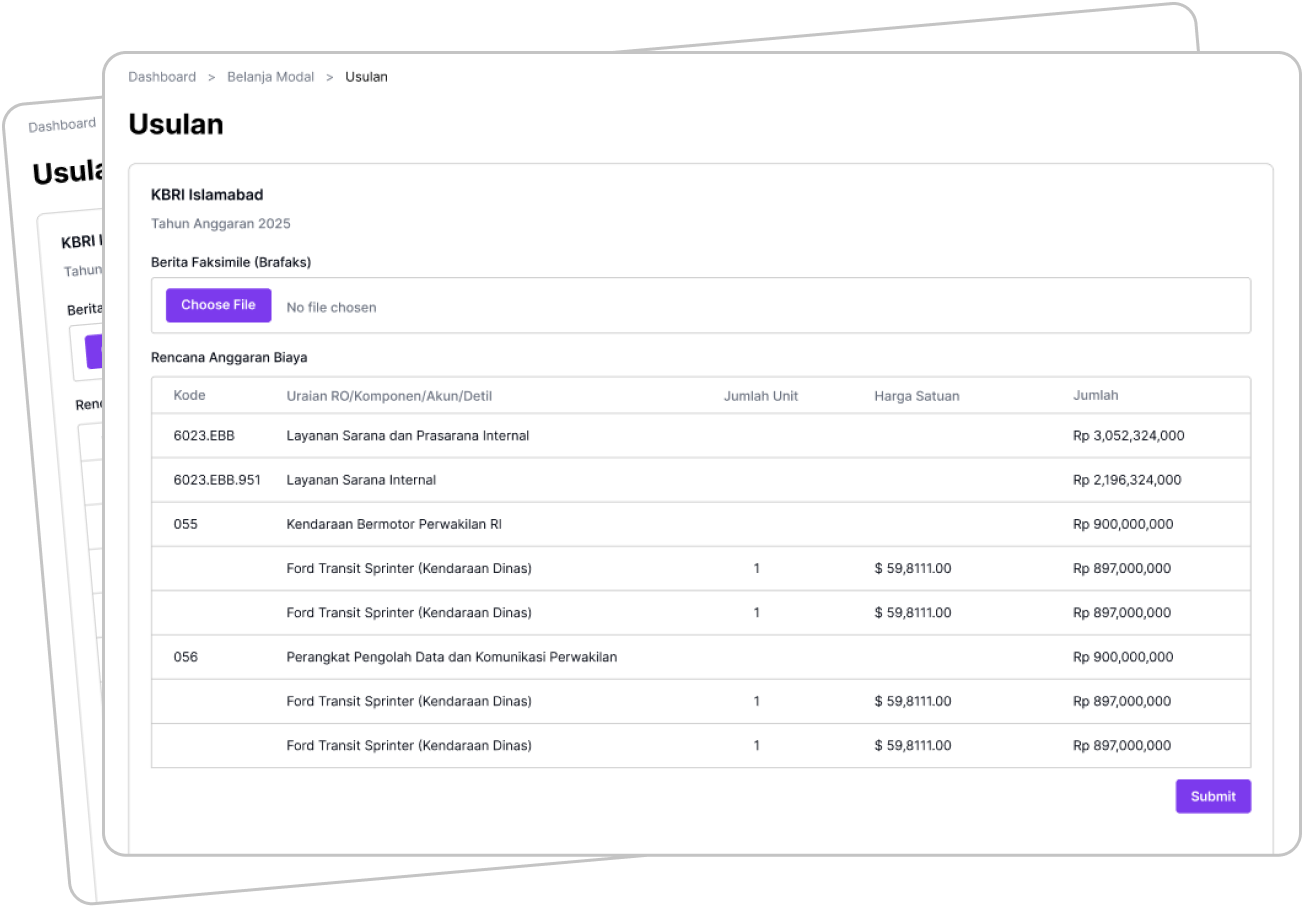 Dashboard > Belanja Modal > Usulan
Usulan
KBRI Islamabad
Tahun Anggaran 2025
Berita Faksimile (Brafaks)
Choose File No file chosen
Rencana Anggaran Biaya
Kode Uraian RO/Komponen/Akun/Detil Jumlah Unit Harga Satuan Jumlah
6023.EBB Layanan Sarana dan Prasarana Internal Rp 3,052,324,000
6023.EBB.951 Layanan Sarana Internal Rp 2,196,324,000
055 Kendaraan Bermotor Perwakilan RI Rp 900,000,000
Ford Transit Sprinter (Kendaraan Dinas) 1 $ 59,8111.00 Rp 897,000,000
Ford Transit Sprinter (Kendaraan Dinas) 1 $ 59,8111.00 Rp 897,000,000
056 Perangkat Pengolah Data dan Komunikasi Perwakilan Rp 900,000,000
Ford Transit Sprinter (Kendaraan Dinas) 1 $ 59,8111.00 Rp 897,000,000
Ford Transit Sprinter (Kendaraan Dinas) 1 $ 59,8111.00 Rp 897,000,000
Submit
Dashboard
KBRI
Tahun
Berita